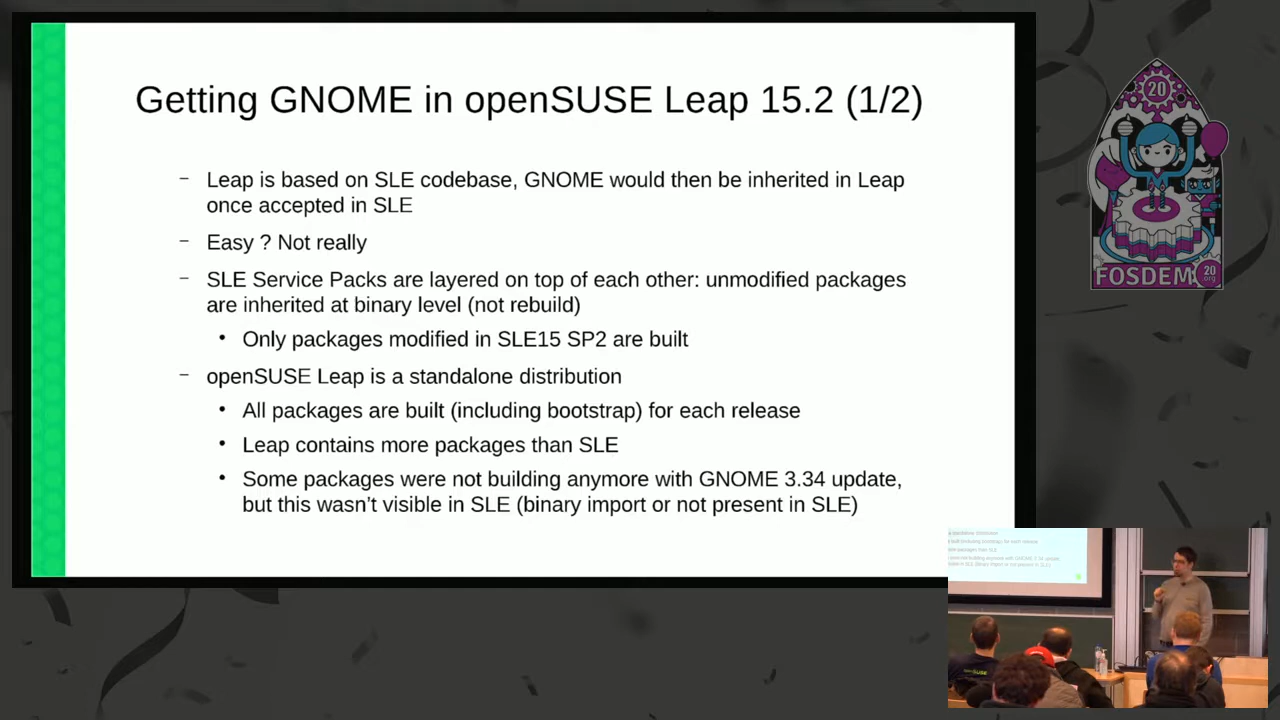 Getting GNOME in openSUSE Leap 15.2 (1/2)
– Leap is based on SLE codebase, GNOME would then be inherited in Leap
once accepted in SLE
– Easy ? Not really
– SLE Service Packs are layered on top of each other: unmodified packages
are inherited at binary level (not rebuild)
• Only packages modified in SLE15 SP2 are built
– openSUSE Leap is a standalone distribution
• All packages are built (including bootstrap) for each release
• Leap contains more packages than SLE
• Some packages were not building anymore with GNOME 3.34 update,
but this wasn't visible in SLE (binary import or not present in SLE)
20
FOSDEM 20
.org